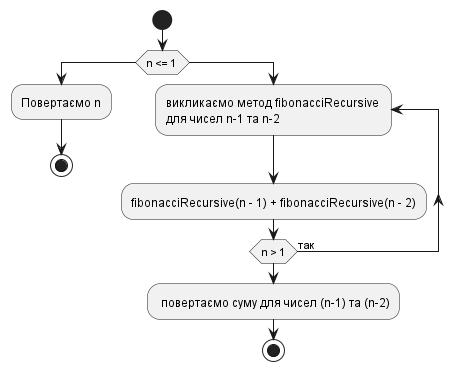 n <= 1
Повертаємо n
викликаємо метод fibonacciRecursive
для чисел n-1 та n-2
fibonacciRecursive(n - 1) + fibonacciRecursive(n - 2)
n > 1
так
повертаємо суму для чисел (n-1) та (n-2)